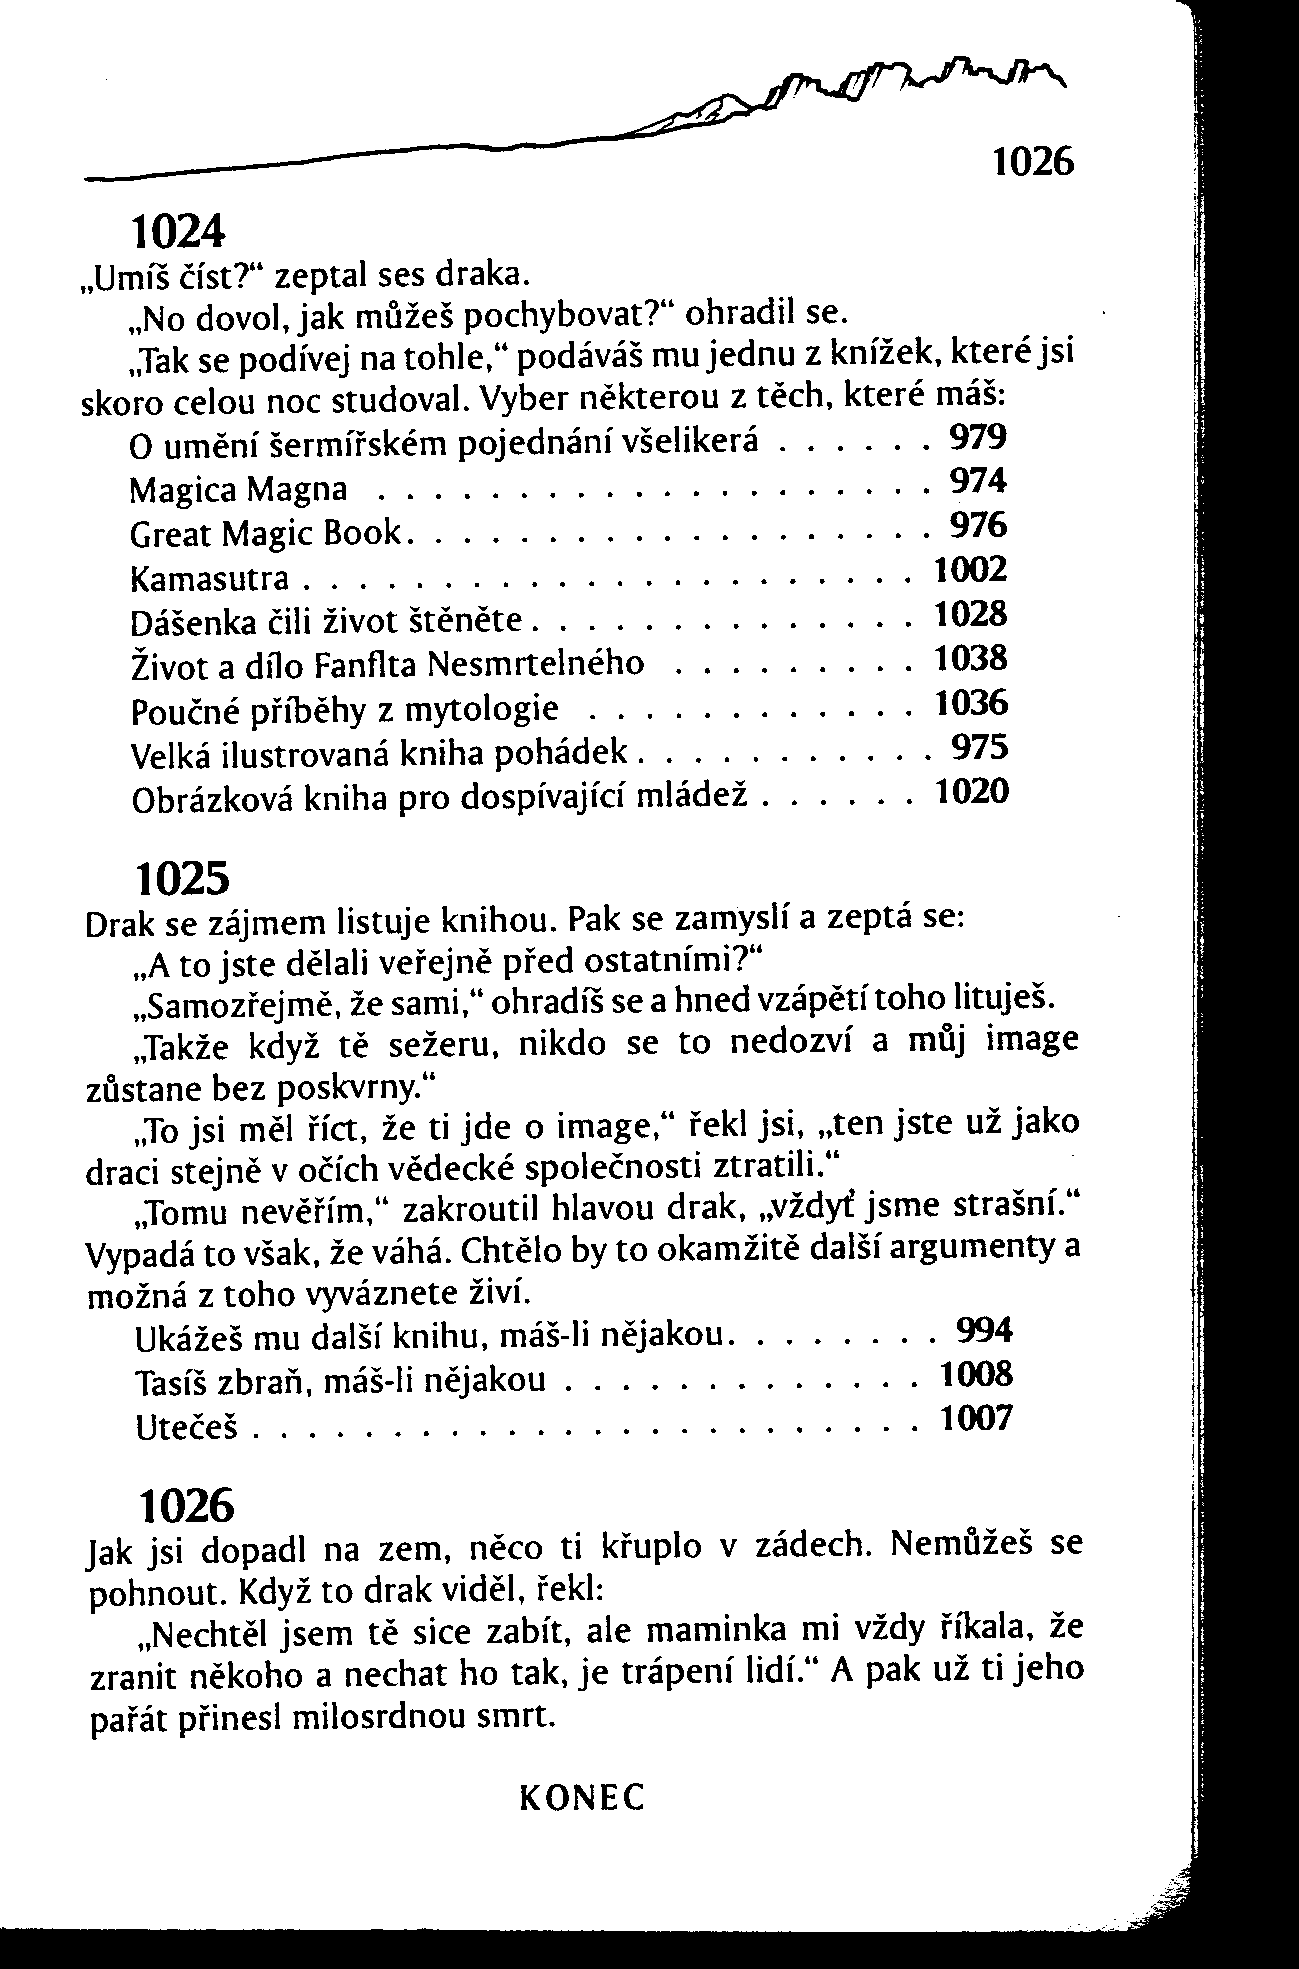 1026
1024
„Umíš číst?“ zeptal ses draka.
„No dovol, jak můžeš pochybovat?“ ohradil se.
„Tak se podívej na tohle,“ podáváš mu jednu z knížek, které jsi
skoro celou noc studoval. Vyber některou z těch, které máš:
O umění šermířském pojednání všelikerá . . . . . . 979
Magica Magna . . . . . . . . . . . . . . . . . . . . 974
Great Magic Book. . . . . . . . . . . . . . . . . . . 976
Kamasutra . . . . . . . . . . . . . . . . . . . . . . 1002
Dášenka čili život štěněte . . . . . . . . . . . . . . 1028
Život a dílo Fanflta Nesmrtelného . . . . . . . . . 1038
Poučné příběhy z mytologie . . . . . . . . . . . . 1036
Velká ilustrovaná kniha pohádek . . . . . . . . . . . 975
Obrázková kniha pro dospívající mládež . . . . . . 1020
1025
Drak se zájmem listuje knihou. Pak se zamyslí a zeptá se:
„A to jste dělali veřejně před ostatními?“
„Samozřejmě, že sami,“ ohradíš se a hned vzápětí toho lituješ.
„Takže když tě sežeru, nikdo se to nedozví a můj image
zůstane bez poskvrny.“
„To jsi měl říct, že ti jde o image,“ řekl jsi, „ten jste už jako
draci stejně v očích vědecké společnosti ztratili.“
„Tomu nevěřím,“ zakroutil hlavou drak, „vždyť jsme strašní.“
Vypadá to však, že váhá. Chtělo by to okamžitě další argumenty a
možná z toho vyváznete živí.
Ukážeš mu další knihu, máš-li nějakou. . . . . . . . 994
Tasíš zbraň, máš-li nějakou . . . . . . . . . . . . . 1008
Utečeš . . . . . . . . . . . . . . . . . . . . . . . . 1007
1026
Jak jsi dopadl na zem, něco ti křuplo v zádech. Nemůžeš se
pohnout. Když to drak viděl, řekl:
„Nechtěl jsem tě sice zabít, ale maminka mi vždy říkala, že
zranit někoho a nechat ho tak, je trápení lidí.“ A pak už ti jeho
pařát přinesl milosrdnou smrt.
KONEC